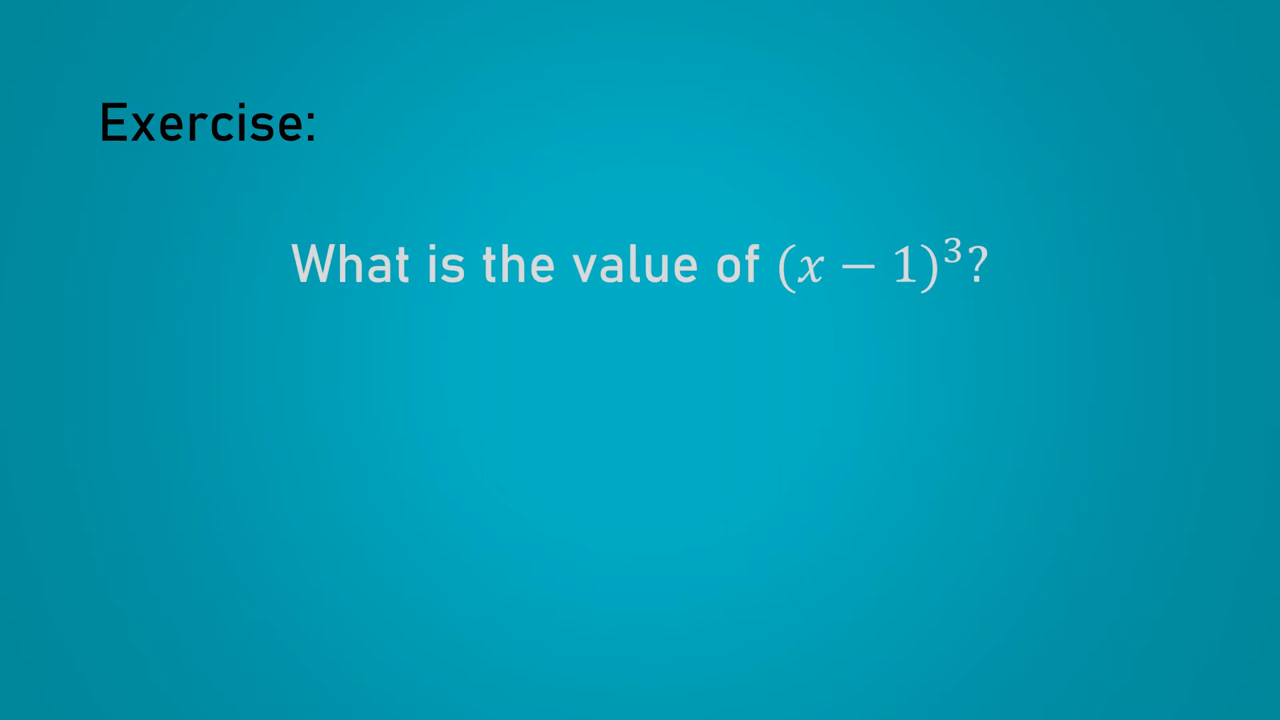 Exercise:
What is the value of $(x - 1)^3$?